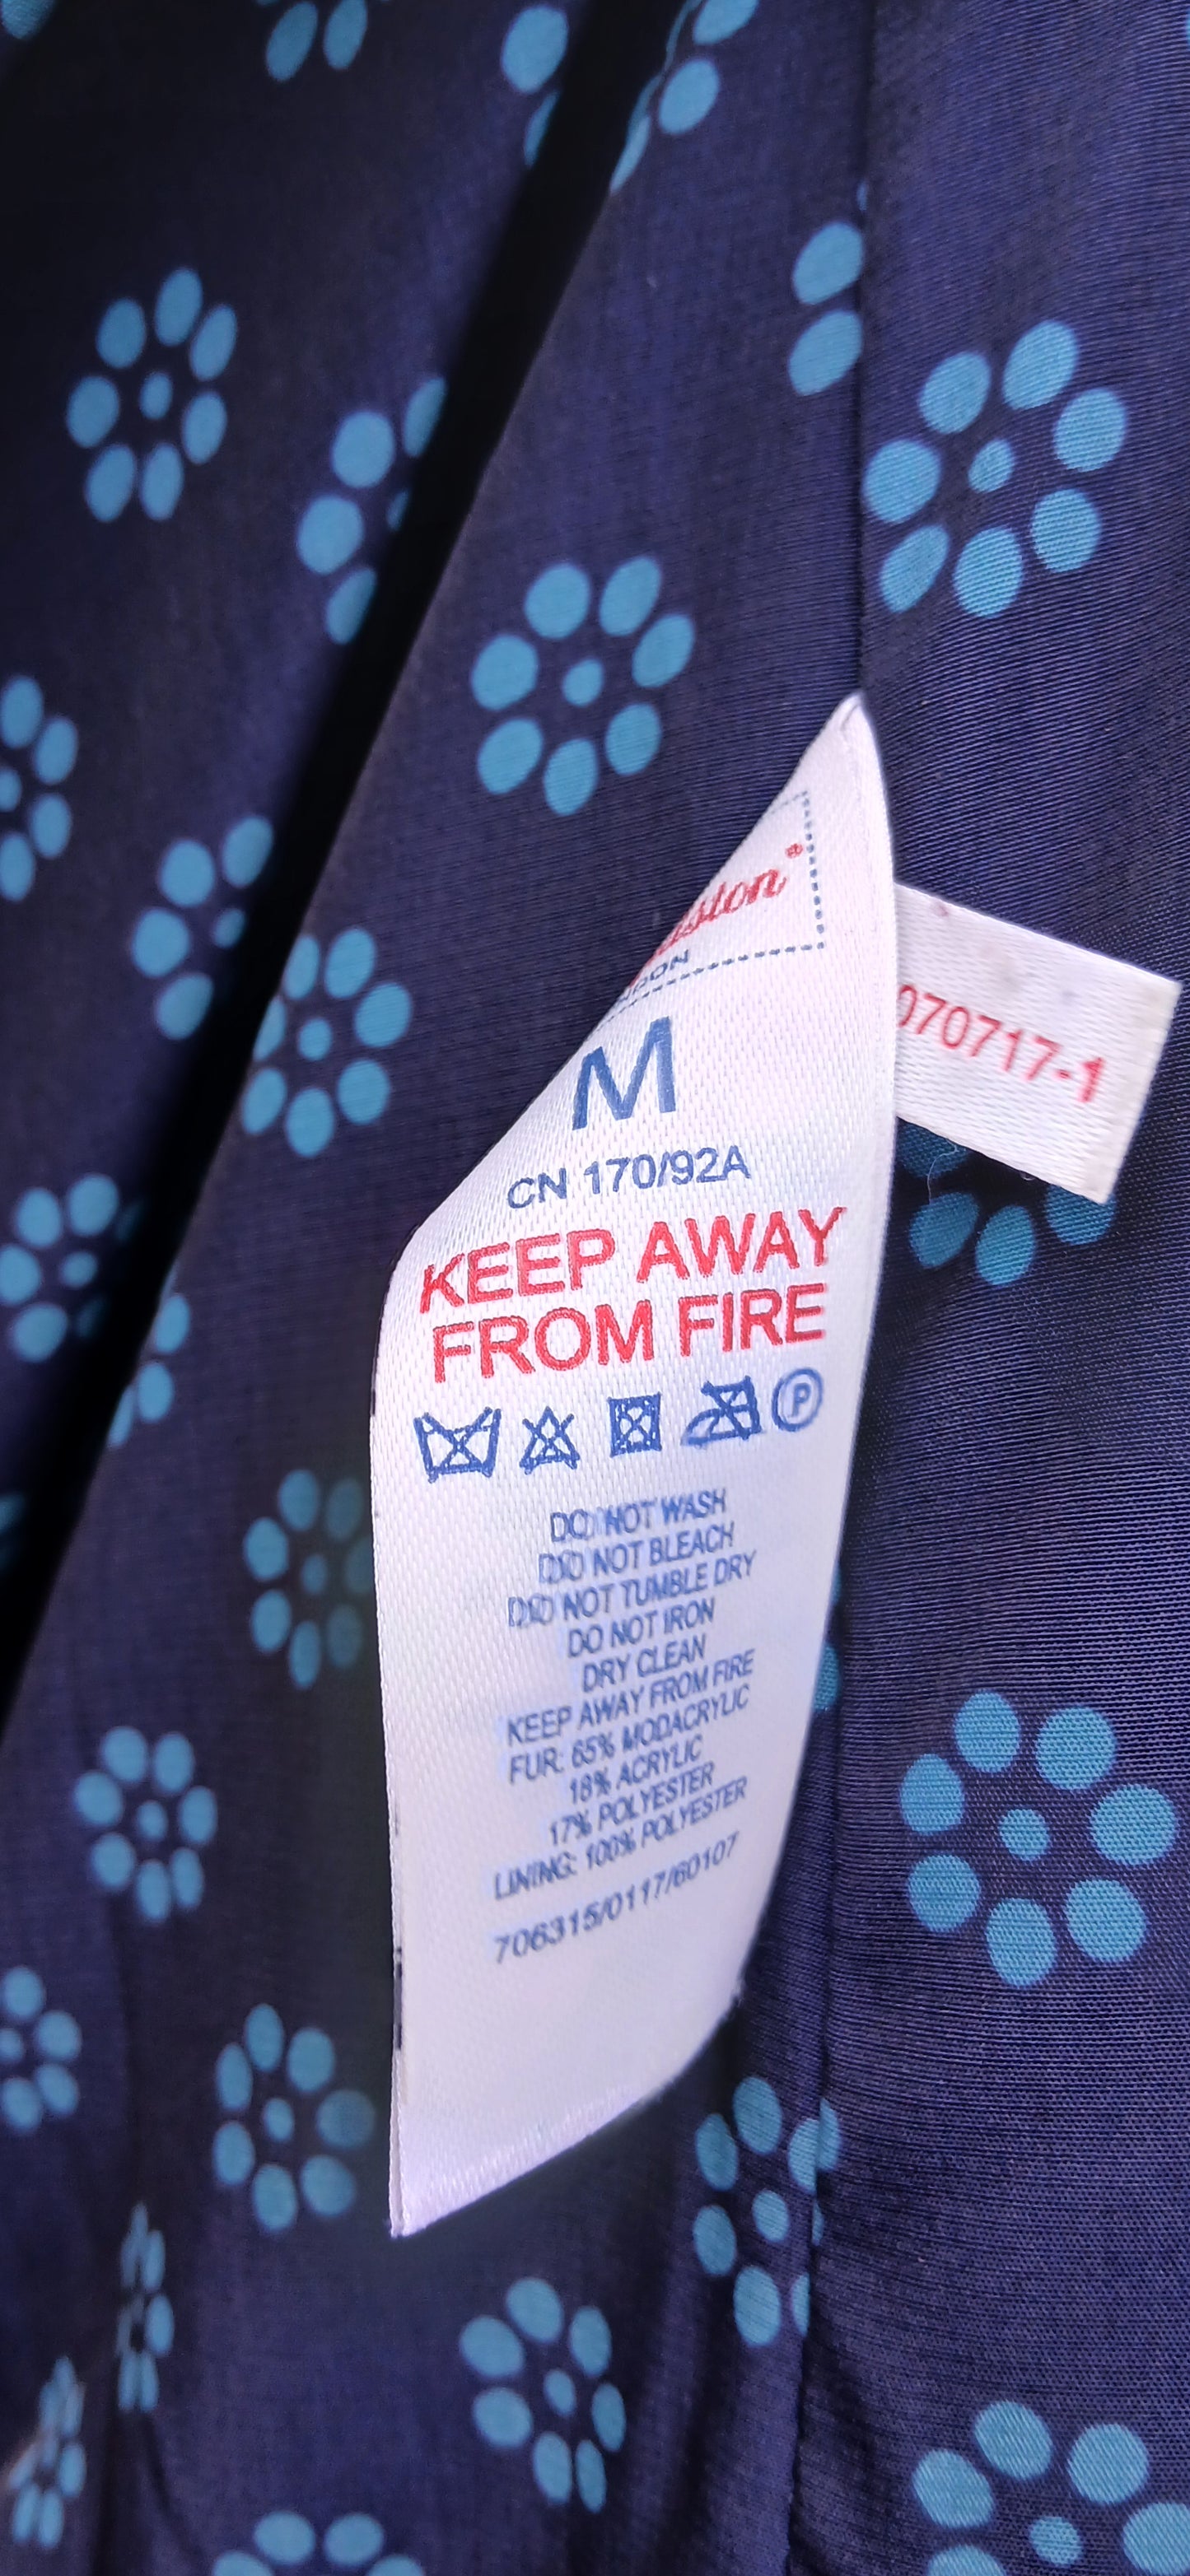 M
CN 170/92A
KEEP AWAY
FROM FIRE
P
DO NOT WASH
DO NOT BLEACH
DO NOT TUMBLE DRY
DO NOT IRON
DRY CLEAN
KEEP AWAY FROM FIRE
FUR: 65% MODACRYLIC
18% ACRYLIC
17% POLYESTER
LINING: 100% POLYESTER
706315/0117/60107
070717-1